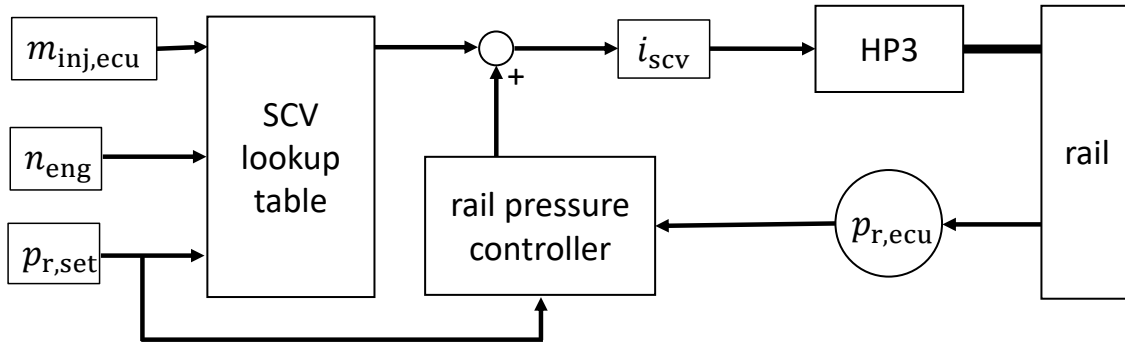 m_inj,ecu
n_eng
p_r,set
SCV
lookup
table
+
i_scv
HP3
rail
rail pressure
controller
p_r,ecu